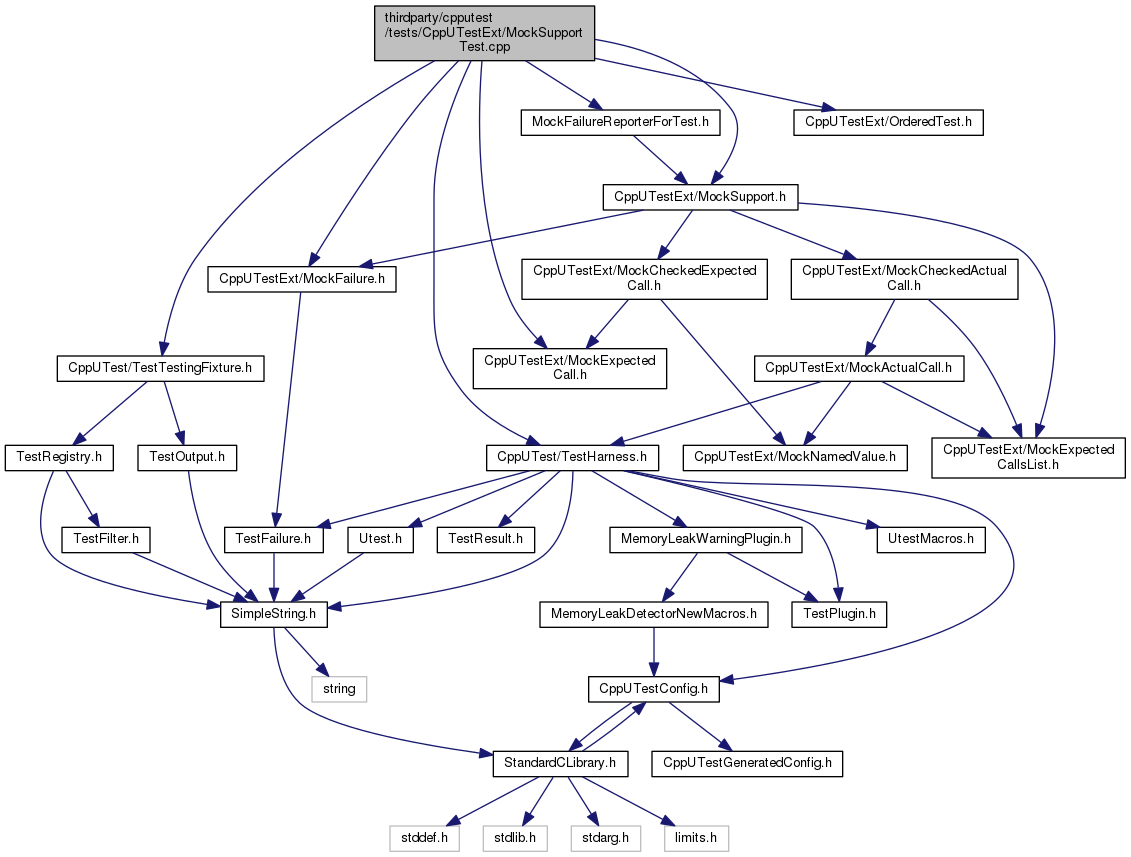 thirdparty/cpputest
/tests/CppUTestExt/MockSupport
Test.cpp
MockFailureReporterForTest.h
CppUTestExt/OrderedTest.h
CppUTestExt/MockSupport.h
CppUTestExt/MockFailure.h
CppUTestExt/MockCheckedExpected
Call.h
CppUTestExt/MockCheckedActual
Call.h
CppUTest/TestTestingFixture.h
CppUTestExt/MockExpected
Call.h
CppUTestExt/MockActualCall.h
TestRegistry.h
TestOutput.h
CppUTest/TestHarness.h
CppUTestExt/MockNamedValue.h
CppUTestExt/MockExpected
CallsList.h
TestFilter.h
TestFailure.h
Utest.h
TestResult.h
MemoryLeakWarningPlugin.h
UtestMacros.h
SimpleString.h
MemoryLeakDetectorNewMacros.h
TestPlugin.h
string
CppUTestConfig.h
StandardCLibrary.h
CppUTestGeneratedConfig.h
stddef.h
stdlib.h
stdarg.h
limits.h